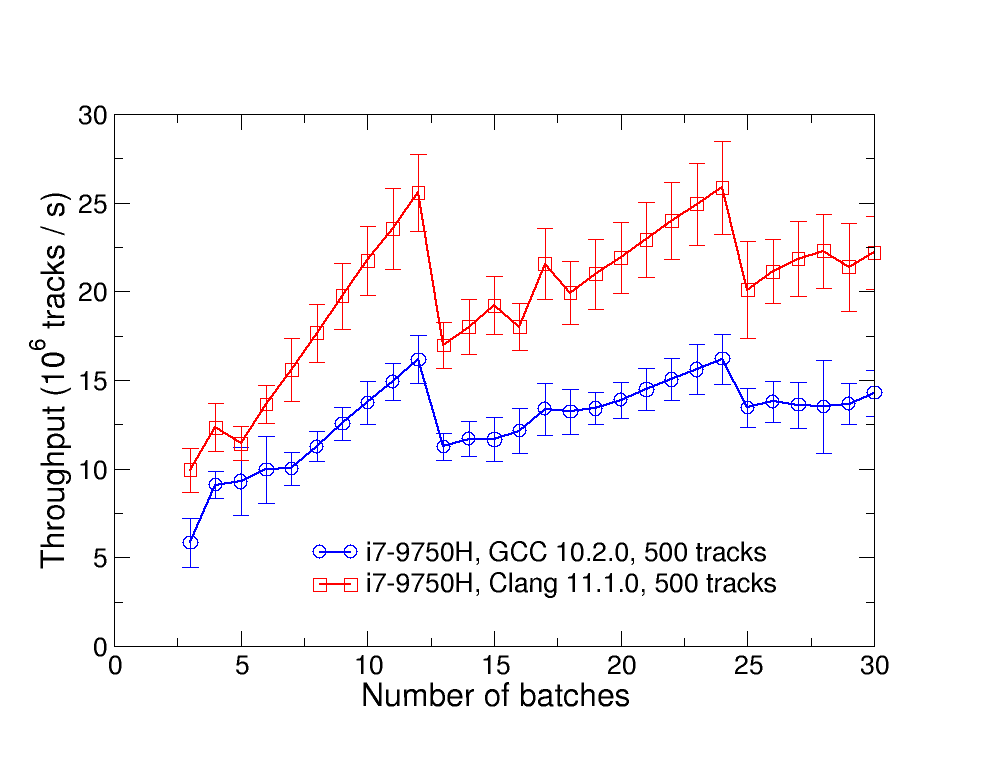 30
25
20
15
10
5
0
Throughput (10⁶ tracks / s)
i7-9750H, GCC 10.2.0, 500 tracks
i7-9750H, Clang 11.1.0, 500 tracks
0 5 10 15 20 25 30
Number of batches